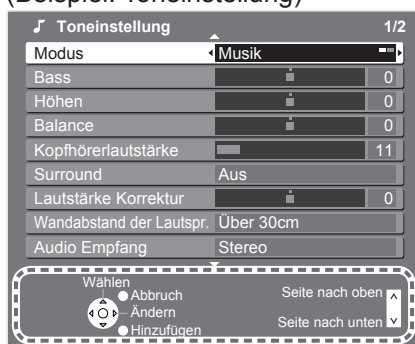 (Beispiel: Toneinstellung)
Toneinstellung 1/2
Modus Musik
Bass 0
Höhen 0
Balance 0
Kopfhörerlautstärke 11
Surround Aus
Lautstärke Korrektur 0
Wandabstand der Lautspr. Über 30cm
Audio Empfang Stereo
Wählen
Abbruch
Seite nach oben
Ändern
Seite nach unten
Hinzufügen